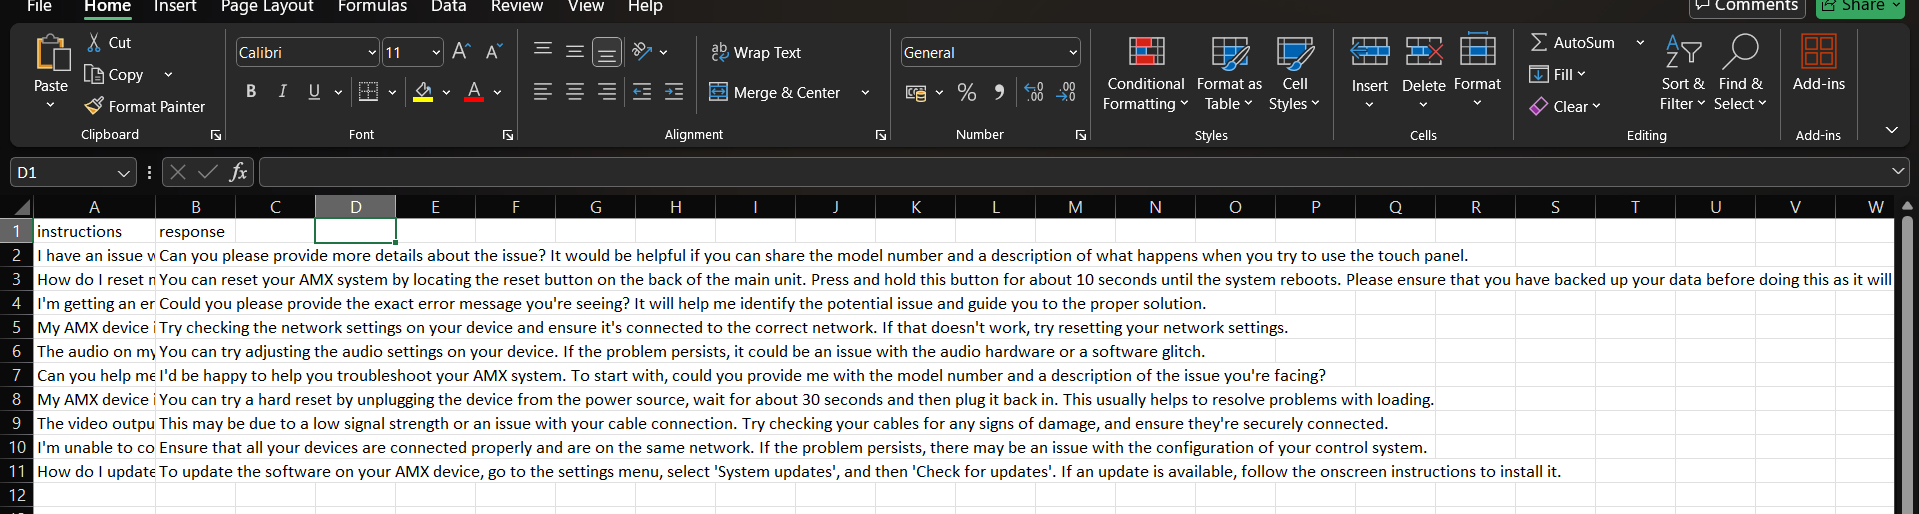 File Home Insert Page Layout Formulas Data Review View Help Comments Share
Paste Cut
Copy
Format Painter
Clipboard
Calibri 11 A A
B I U A
Font
ab Wrap Text
Merge & Center
Alignment
General
% 9 .00 .00
Number
Conditional Formatting
Format as Table
Cell Styles
Styles
Insert Delete Format
Cells
AutoSum
Fill
Clear
Sort & Filter
Find & Select
Editing
Add-ins
Add-ins
D1 fx
A B C D E F G H I J K L M N O P Q R S T U V W
1 instructions response
2 I have an issue w Can you please provide more details about the issue? It would be helpful if you can share the model number and a description of what happens when you try to use the touch panel.
3 How do I reset You can reset your AMX system by locating the reset button on the back of the main unit. Press and hold this button for about 10 seconds until the system reboots. Please ensure that you have backed up your data before doing this as it will
4 I'm getting an er Could you please provide the exact error message you're seeing? It will help me identify the potential issue and guide you to the proper solution.
5 My AMX device i Try checking the network settings on your device and ensure it's connected to the correct network. If that doesn't work, try resetting your network settings.
6 The audio on my You can try adjusting the audio settings on your device. If the problem persists, it could be an issue with the audio hardware or a software glitch.
7 Can you help me I'd be happy to help you troubleshoot your AMX system. To start with, could you provide me with the model number and a description of the issue you're facing?
8 My AMX device i You can try a hard reset by unplugging the device from the power source, wait for about 30 seconds and then plug it back in. This usually helps to resolve problems with loading.
9 The video outpu This may be due to a low signal strength or an issue with your cable connection. Try checking your cables for any signs of damage, and ensure they're securely connected.
10 I'm unable to co Ensure that all your devices are connected properly and are on the same network. If the problem persists, there may be an issue with the configuration of your control system.
11 How do I update To update the software on your AMX device, go to the settings menu, select 'System updates', and then 'Check for updates'. If an update is available, follow the onscreen instructions to install it.
12